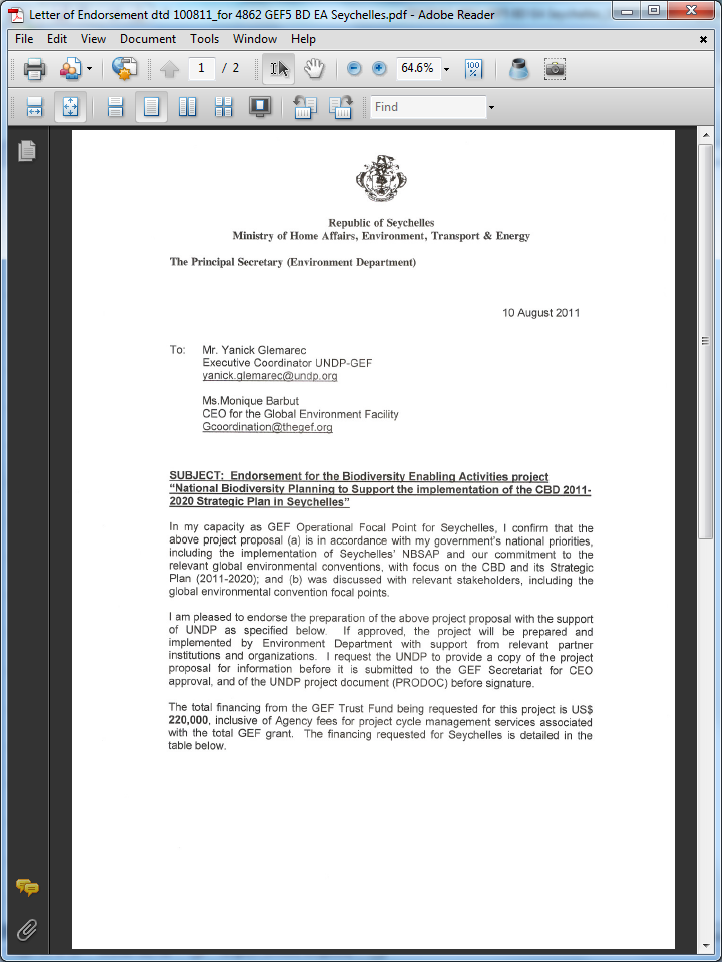 Letter of Endorsement dtd 100811_for 4862 GEF5 BD EA Seychelles.pdf - Adobe Reader
File Edit View Document Tools Window Help
1 / 2 64.6% 100 %
Find
Republic of Seychelles
Ministry of Home Affairs, Environment, Transport & Energy
The Principal Secretary (Environment Department)
10 August 2011
To: Mr. Yanick Glemarec
Executive Coordinator UNDP-GEF
yanick.glemarec@undp.org
Ms.Monique Barbut
CEO for the Global Environment Facility
Gcoordination@thegef.org
SUBJECT: Endorsement for the Biodiversity Enabling Activities project
“National Biodiversity Planning to Support the implementation of the CBD 2011-
2020 Strategic Plan in Seychelles”
In my capacity as GEF Operational Focal Point for Seychelles, I confirm that the
above project proposal (a) is in accordance with my government's national priorities,
including the implementation of Seychelles' NBSAP and our commitment to the
relevant global environmental conventions, with focus on the CBD and its Strategic
Plan (2011-2020); and (b) was discussed with relevant stakeholders, including the
global environmental convention focal points.
I am pleased to endorse the preparation of the above project proposal with the support
of UNDP as specified below. If approved, the project will be prepared and
implemented by Environment Department with support from relevant partner
institutions and organizations. I request the UNDP to provide a copy of the project
proposal for information before it is submitted to the GEF Secretariat for CEO
approval, and of the UNDP project document (PRODOC) before signature.
The total financing from the GEF Trust Fund being requested for this project is US$
220,000, inclusive of Agency fees for project cycle management services associated
with the total GEF grant. The financing requested for Seychelles is detailed in the
table below.